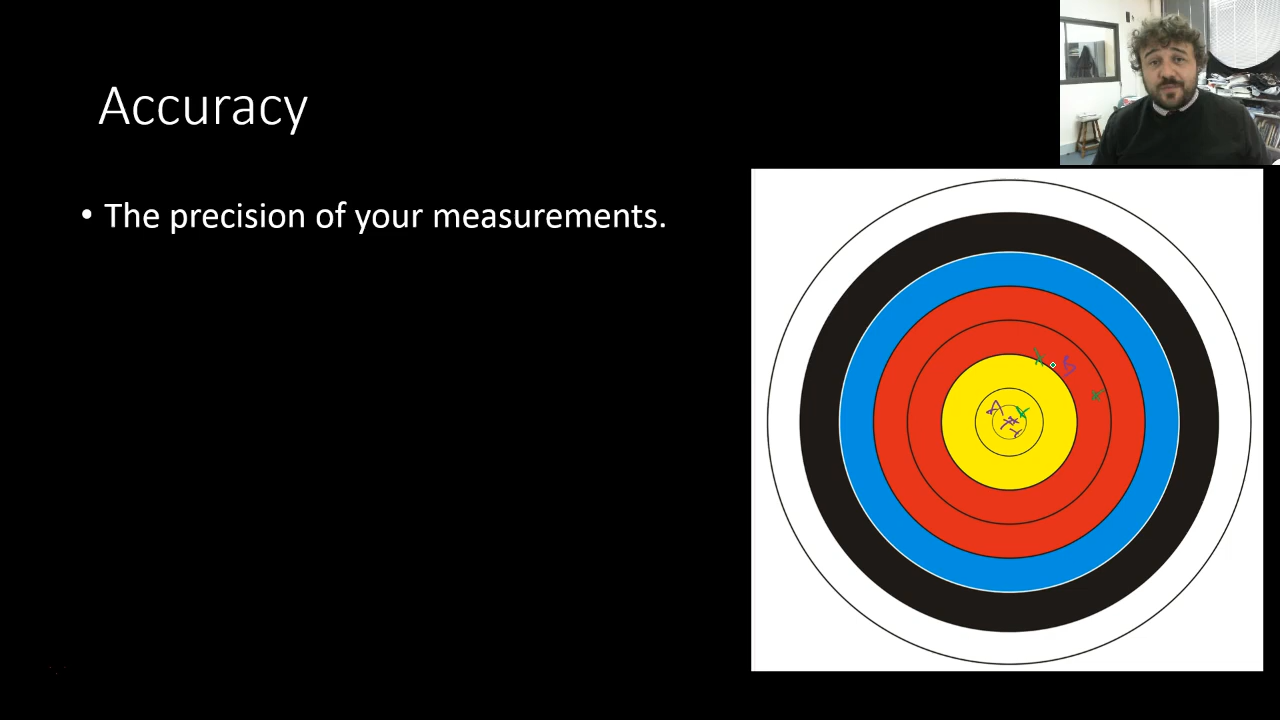 Accuracy
• The precision of your measurements.
A
B